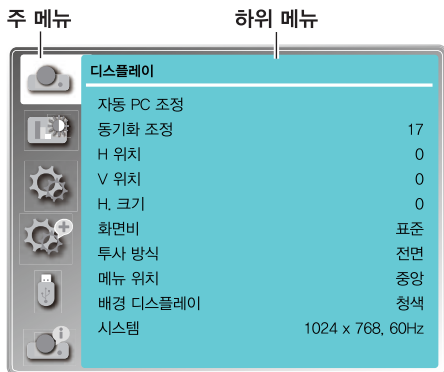 주 메뉴 하위 메뉴
디스플레이
자동 PC 조정
동기화 조정 17
H 위치 0
V 위치 0
H. 크기 0
화면비 표준
투사 방식 전면
메뉴 위치 중앙
배경 디스플레이 청색
시스템 1024 x 768, 60Hz